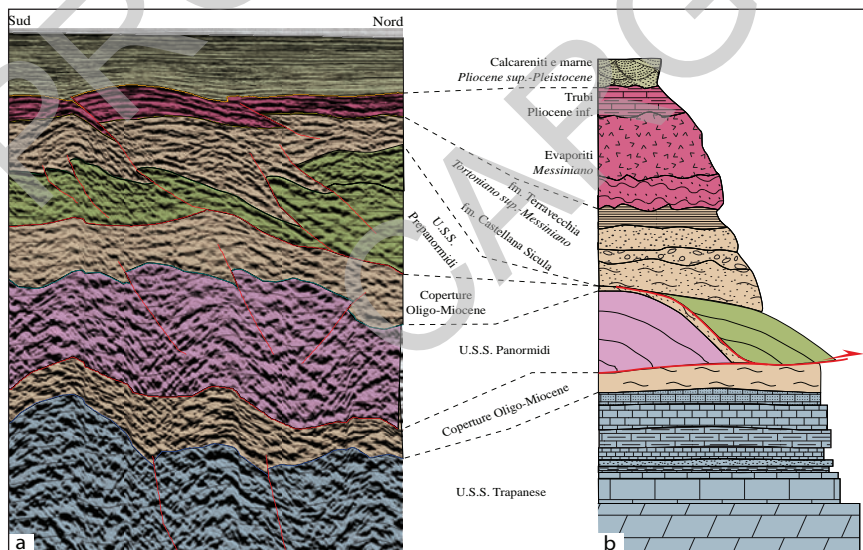 Sud
Nord
Calcareniti e marne
Pliocene sup.-Pleistocene
Trubi
Pliocene inf.
Evaporiti
Messiniano
fm. Terravecchia
Tortoniano sup.-Messiniano
fm. Castellana Sicula
U.S.S.
Prepanormidi
Coperture
Oligo-Miocene
U.S.S. Panormidi
Coperture Oligo-Miocene
U.S.S. Trapanese
a
b